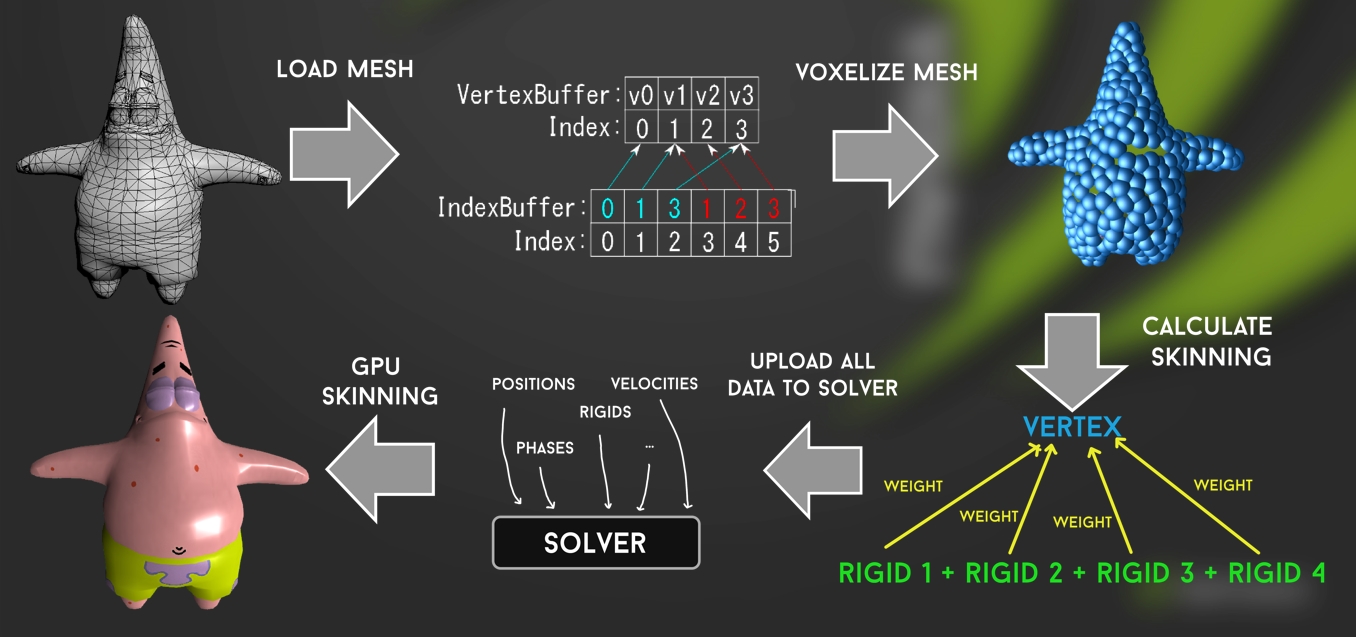 LOAD MESH
VertexBuffer: v0 v1 v2 v3
Index: 0 1 2 3
IndexBuffer: 0 1 3 1 2 3
Index: 0 1 2 3 4 5
VOXELIZE MESH
CALCULATE
SKINNING
VERTEX
WEIGHT
WEIGHT
WEIGHT
WEIGHT
RIGID 1 + RIGID 2 + RIGID 3 + RIGID 4
UPLOAD ALL
DATA TO SOLVER
POSITIONS
VELOCITIES
RIGIDS
PHASES
...
SOLVER
GPU
SKINNING